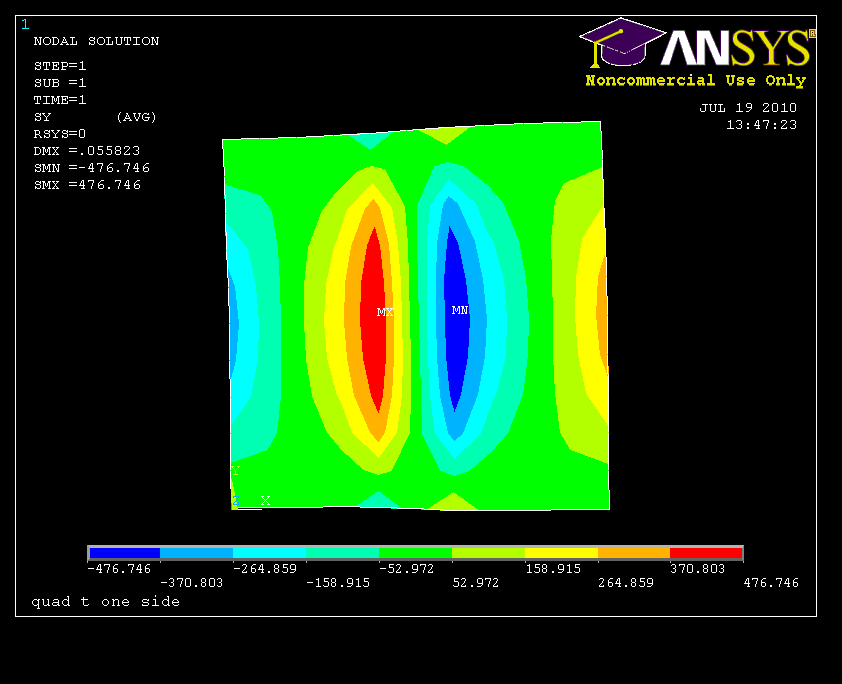 1
ANSYS®
Noncommercial Use Only
NODAL SOLUTION
STEP=1
SUB =1
TIME=1
SY (AVG)
RSYS=0
DMX =.055823
SMN =-476.746
SMX =476.746
JUL 19 2010
13:47:23
MX
MN
Y
Z X
-476.746 -264.859 -52.972 158.915 370.803
-370.803 -158.915 52.972 264.859 476.746
quad t one side